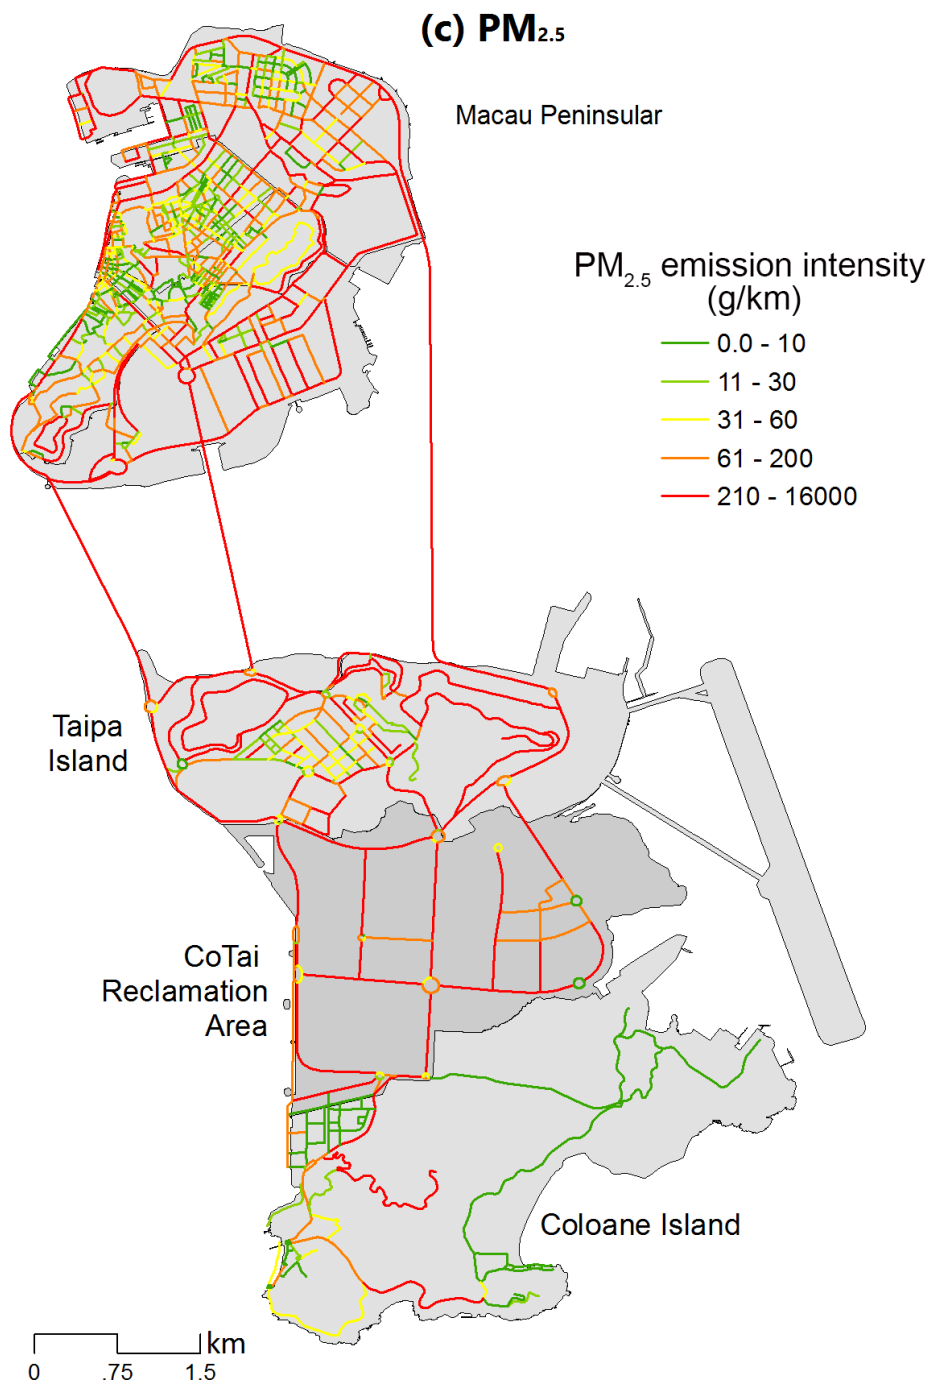 (c) PM2.5
Macau Peninsular
PM2.5 emission intensity
(g/km)
0.0 - 10
11 - 30
31 - 60
61 - 200
210 - 16000
Taipa
Island
CoTai
Reclamation
Area
Coloane Island
km
0 .75 1.5